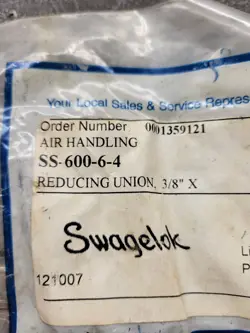 Your Local Sales & Service Repres
Order Number 0001359121
AIR HANDLING
SS-600-6-4
REDUCING UNION, 3/8" X
Swagelok
121007
Li
P